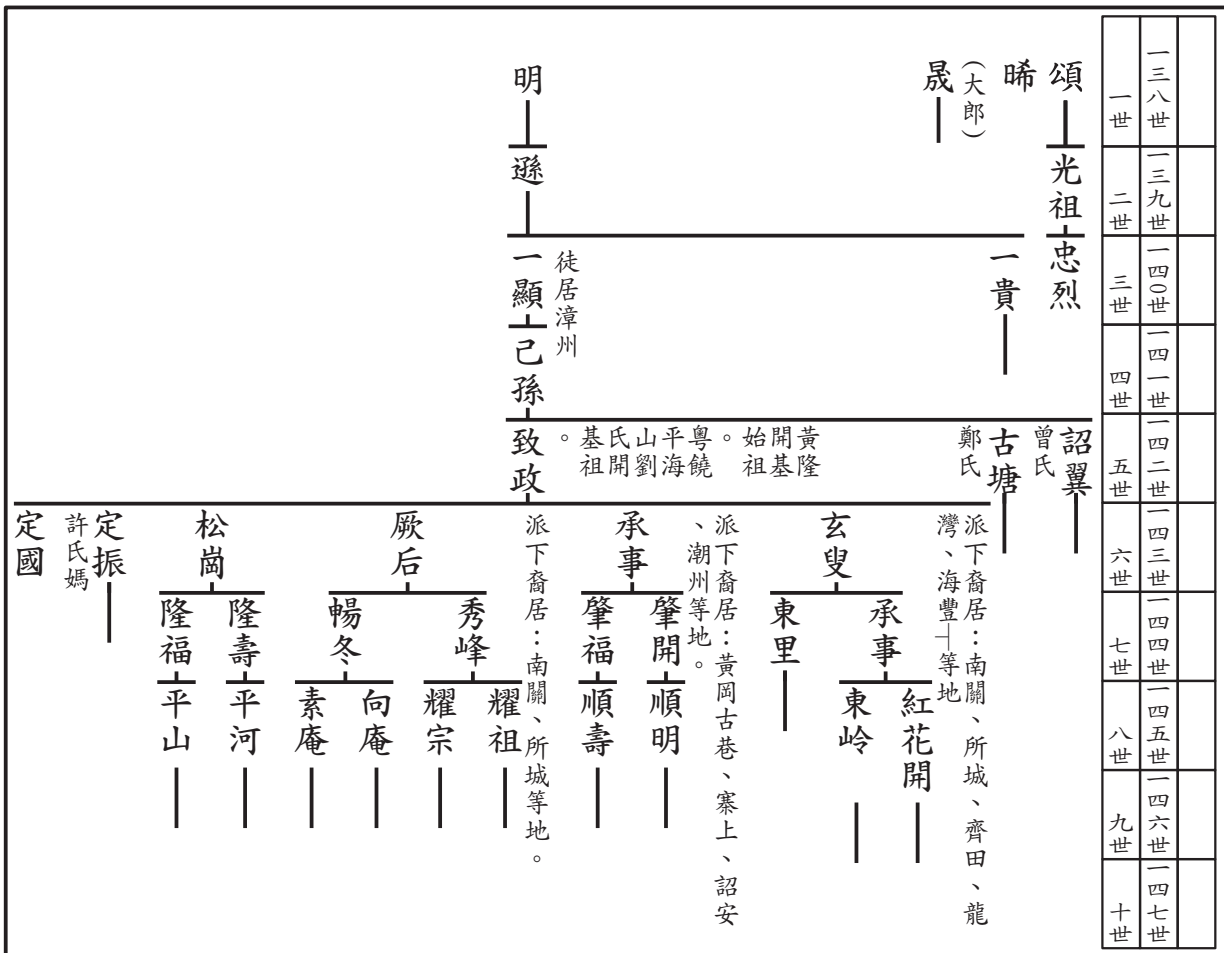 一三八世
一世
一三九世
二世
一四〇世
三世
一四一世
四世
一四二世
五世
一四三世
六世
一四四世
七世
一四五世
八世
一四六世
九世
一四七世
十世
頌
晞
(大郎)
晟
明
光祖
遜
忠烈
一貴
徒居漳州
一顯
己孫
詔翼
曾氏
古塘
鄭氏
黃隆
開基
始祖
。
粵饒
平海
山劉
氏開
基祖
。
致政
派下裔居：南關、所城、齊田、龍
灣、海豐—等地
玄叟
派下裔居：黃岡古巷、寨上、詔安
、潮州等地。
承事
派下裔居：南關、所城等地。
厥后
松崗
定振
許氏媽
定國
承事
東里
肇開
肇福
秀峰
暢冬
隆壽
隆福
紅花開
東岭
順明
順壽
耀祖
耀宗
向庵
素庵
平河
平山